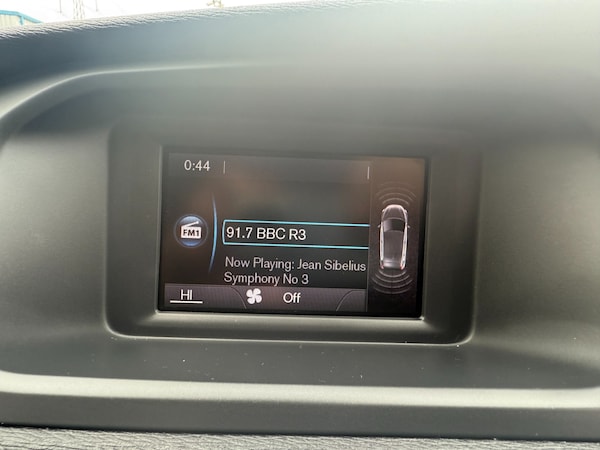 0:44
FM1
91.7 BBC R3
Now Playing: Jean Sibelius
Symphony No 3
HI
Off